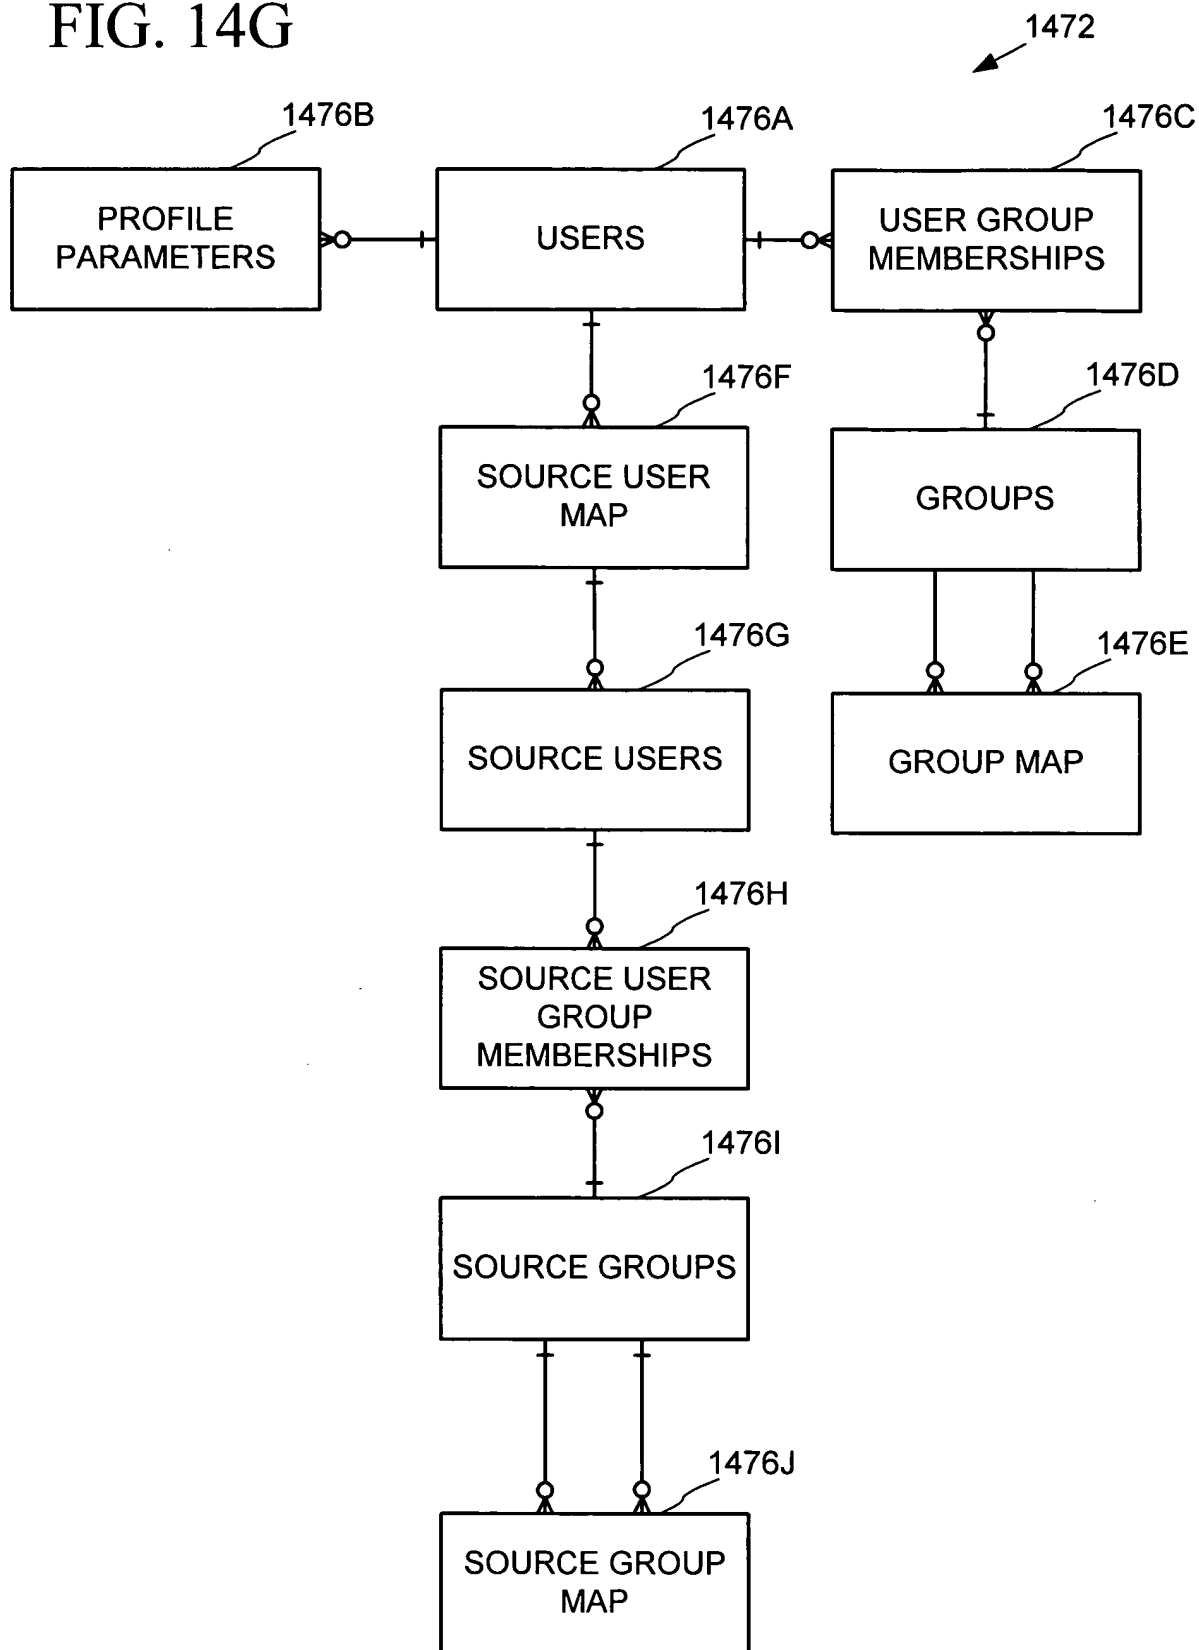 FIG. 14G
1472
1476B
1476A
1476C
PROFILE
PARAMETERS
USERS
USER GROUP
MEMBERSHIPS
1476F
1476D
SOURCE USER
MAP
GROUPS
1476G
1476E
SOURCE USERS
GROUP MAP
1476H
SOURCE USER
GROUP
MEMBERSHIPS
1476I
SOURCE GROUPS
1476J
SOURCE GROUP
MAP